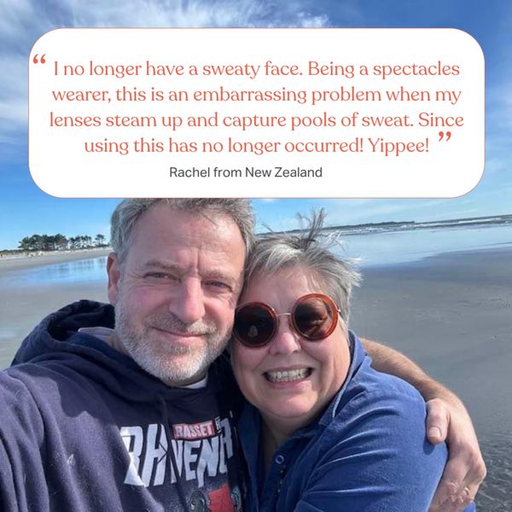 “ I no longer have a sweaty face. Being a spectacles
wearer, this is an embarrassing problem when my
lenses steam up and capture pools of sweat. Since
using this has no longer occurred! Yippee! ”
Rachel from New Zealand